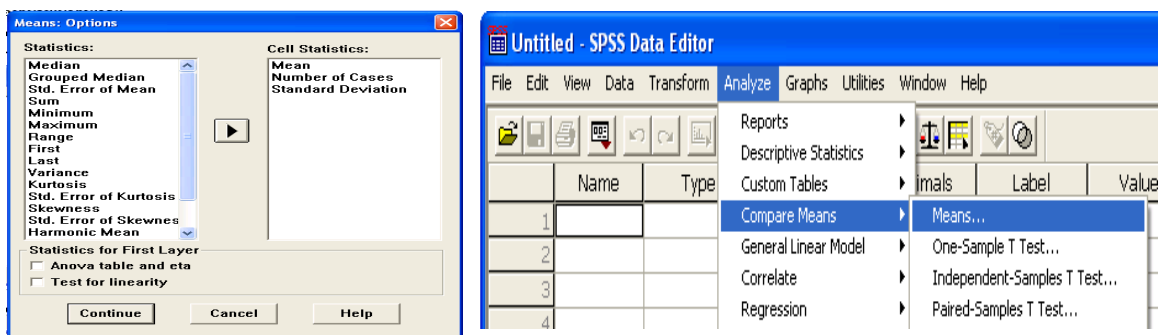 Means: Options
Statistics:
Cell Statistics:
Median
Grouped Median
Std. Error of Mean
Sum
Minimum
Maximum
Range
First
Last
Variance
Kurtosis
Std. Error of Kurtosis
Skewness
Std. Error of Skewnes
Harmonic Mean
Mean
Number of Cases
Standard Deviation
Statistics for First Layer
Anova table and eta
Test for linearity
Continue Cancel Help
Untitled - SPSS Data Editor
File Edit View Data Transform Analyze Graphs Utilities Window Help
Reports
Descriptive Statistics
Custom Tables
Compare Means
General Linear Model
Correlate
Regression
Name Type imals Label Value
1
2
3
4
Means...
One-Sample T Test...
Independent-Samples T Test...
Paired-Samples T Test...